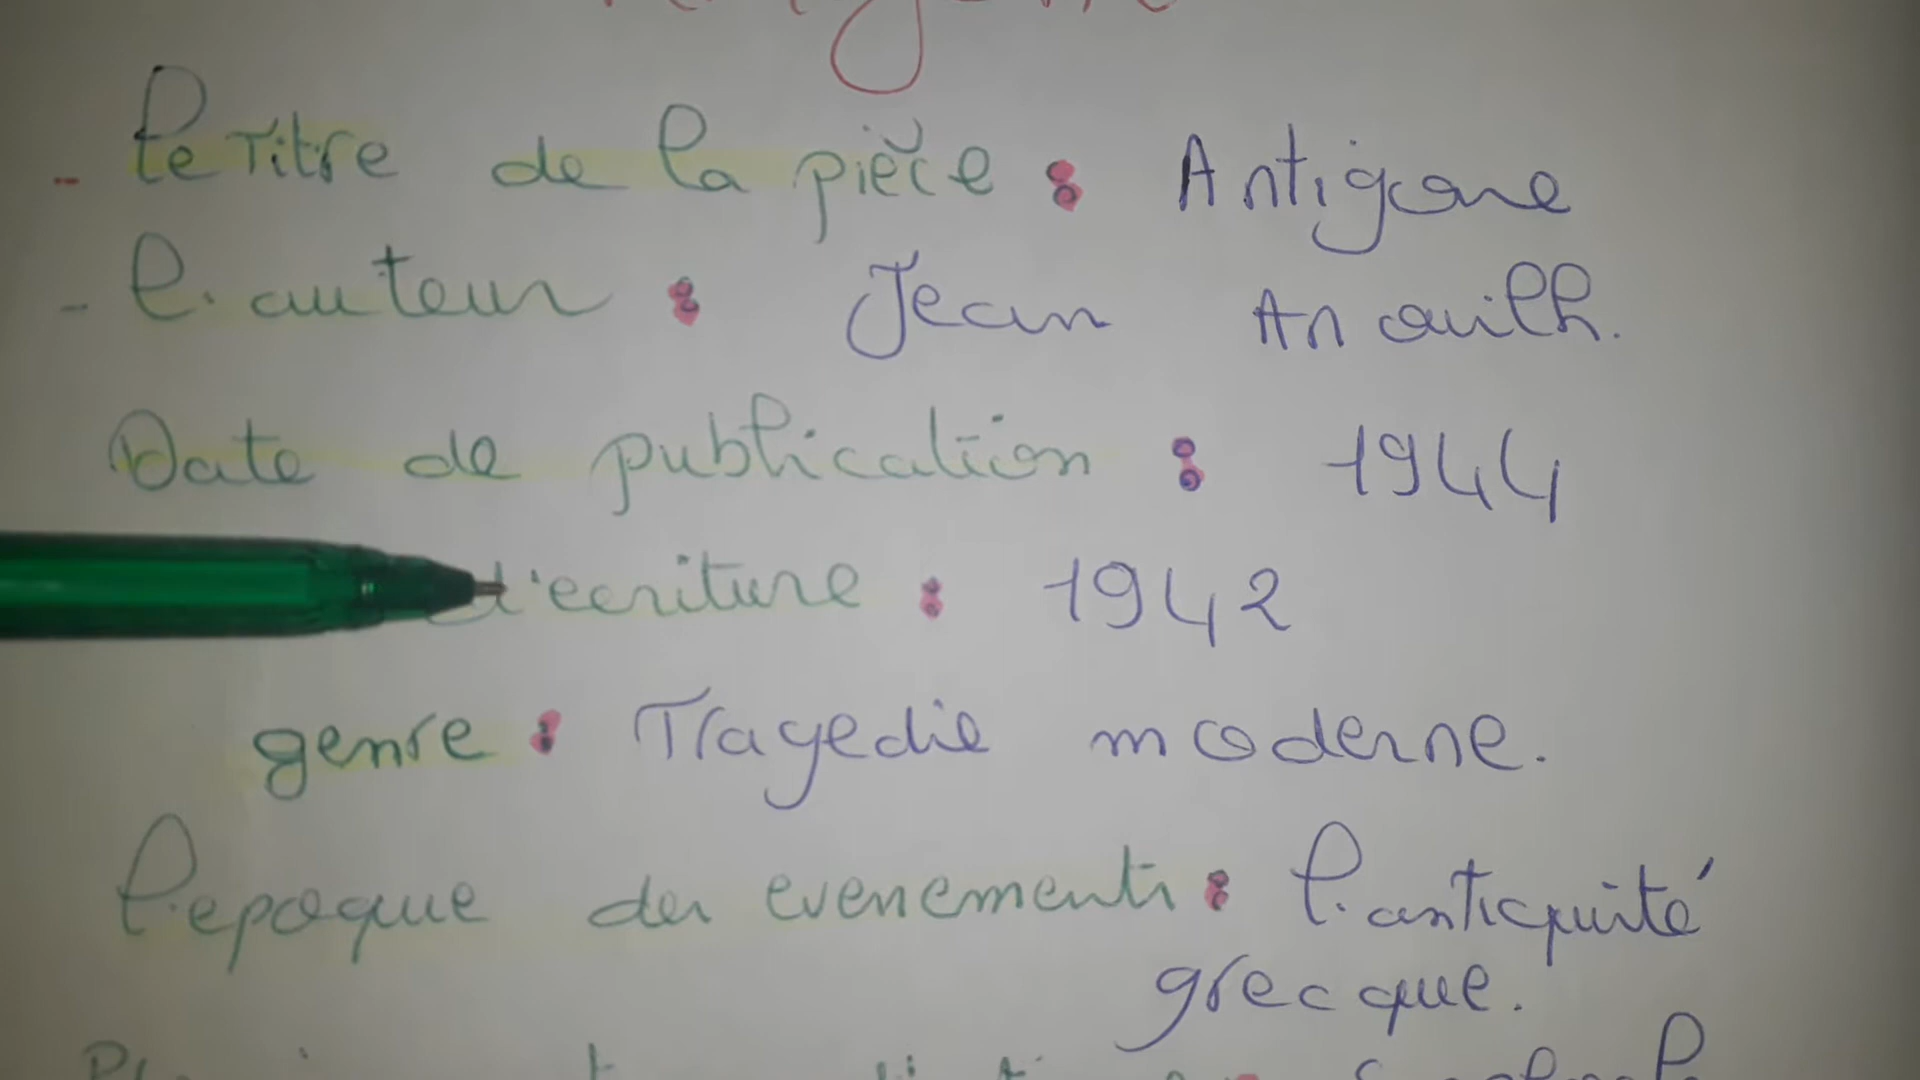 - Le Titre de la pièce : Antigone
- L'auteur : Jean Anouilh.
Date de publication : 1944
d'ecriture : 1942
genre : Tragedie moderne.
L'epoque des evenements : l'antiquité
grecque.